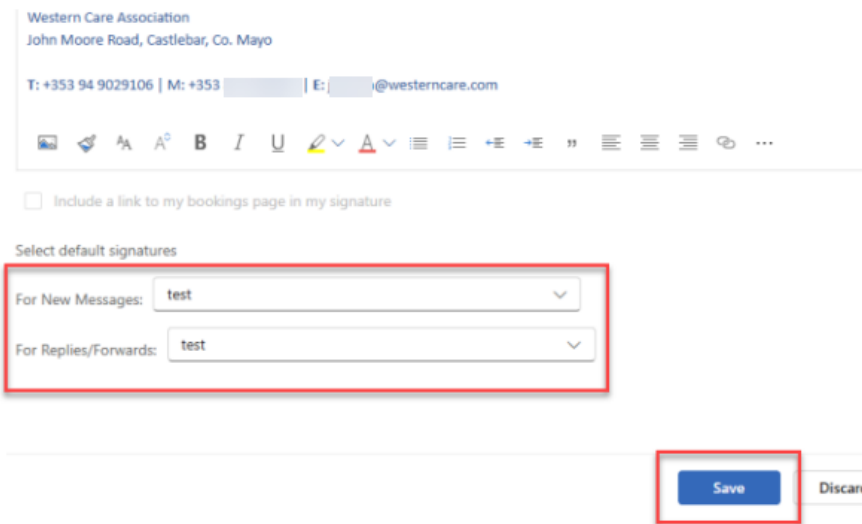 Western Care Association
John Moore Road, Castlebar, Co. Mayo
T: +353 94 9029106 | M: +353 | E: @westerncare.com
B I U A
Include a link to my bookings page in my signature
Select default signatures
For New Messages: test
For Replies/Forwards: test
Save Discard